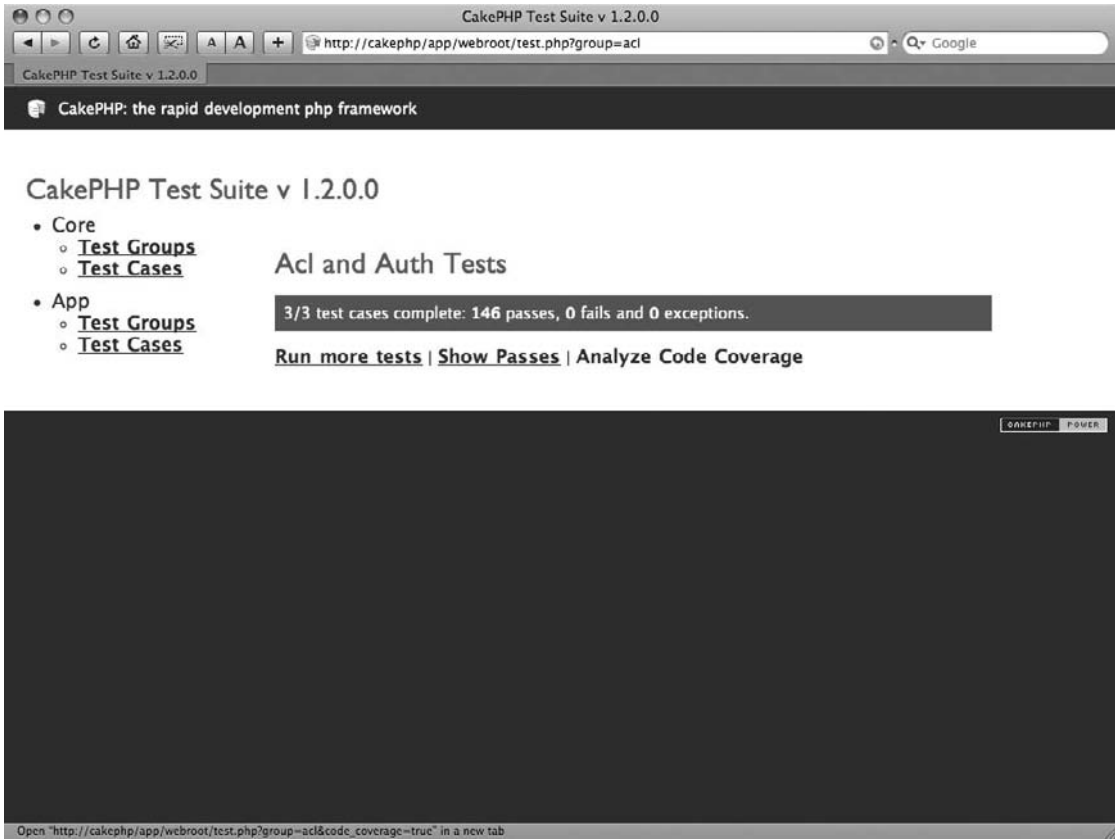 CakePHP Test Suite v 1.2.0.0
A A + http://cakephp/app/webroot/test.php?group=acl Google
CakePHP Test Suite v 1.2.0.0
CakePHP: the rapid development php framework
CakePHP Test Suite v 1.2.0.0
• Core
◦ Test Groups
◦ Test Cases
• App
◦ Test Groups
◦ Test Cases
Acl and Auth Tests
3/3 test cases complete: 146 passes, 0 fails and 0 exceptions.
Run more tests | Show Passes | Analyze Code Coverage
CAKEPHP POWER
Open "http://cakephp/app/webroot/test.php?group=acl&code_coverage=true" in a new tab